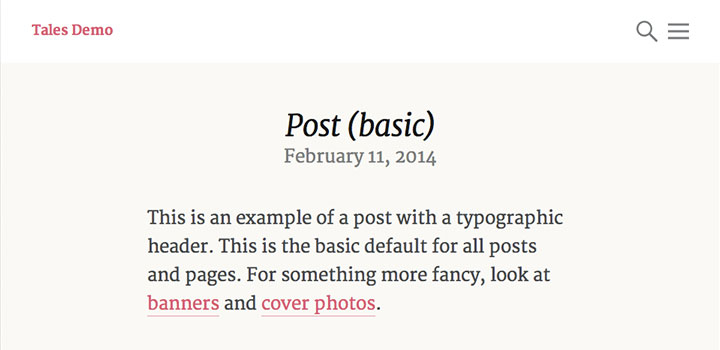 Tales Demo
Post (basic)
February 11, 2014
This is an example of a post with a typographic
header. This is the basic default for all posts
and pages. For something more fancy, look at
banners and cover photos.